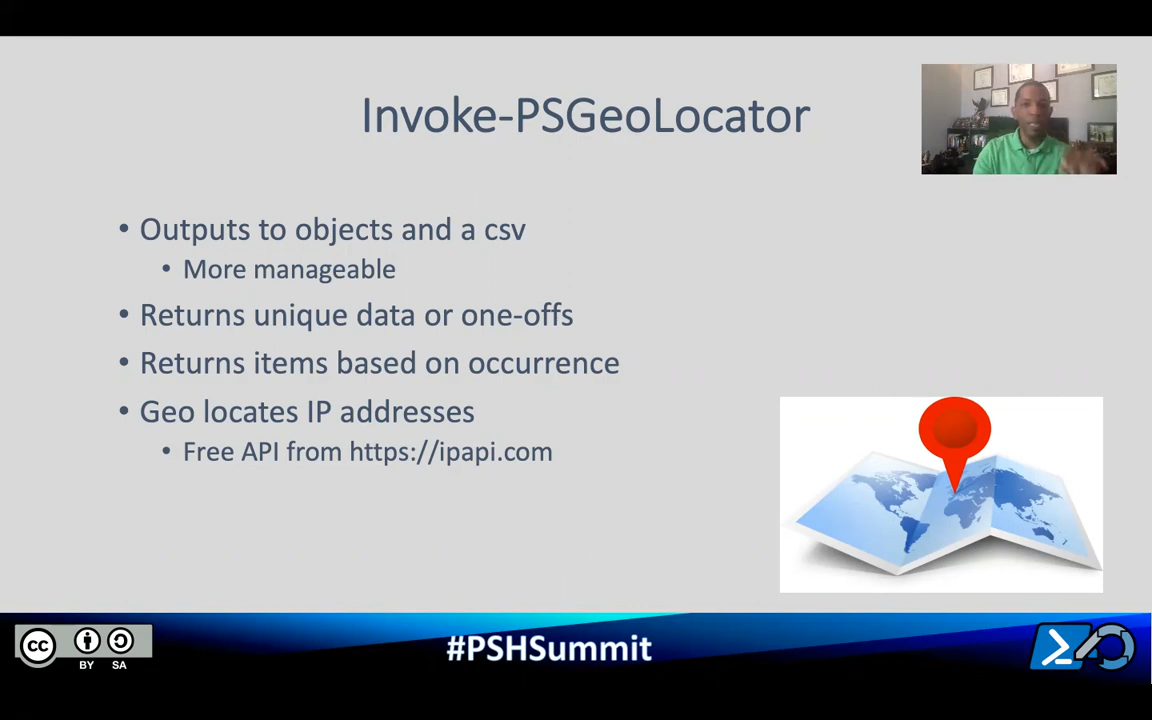 Invoke-PSGeoLocator
• Outputs to objects and a csv
• More manageable
• Returns unique data or one-offs
• Returns items based on occurrence
• Geo locates IP addresses
• Free API from https://ipapi.com
cc
BY SA
#PSHSummit